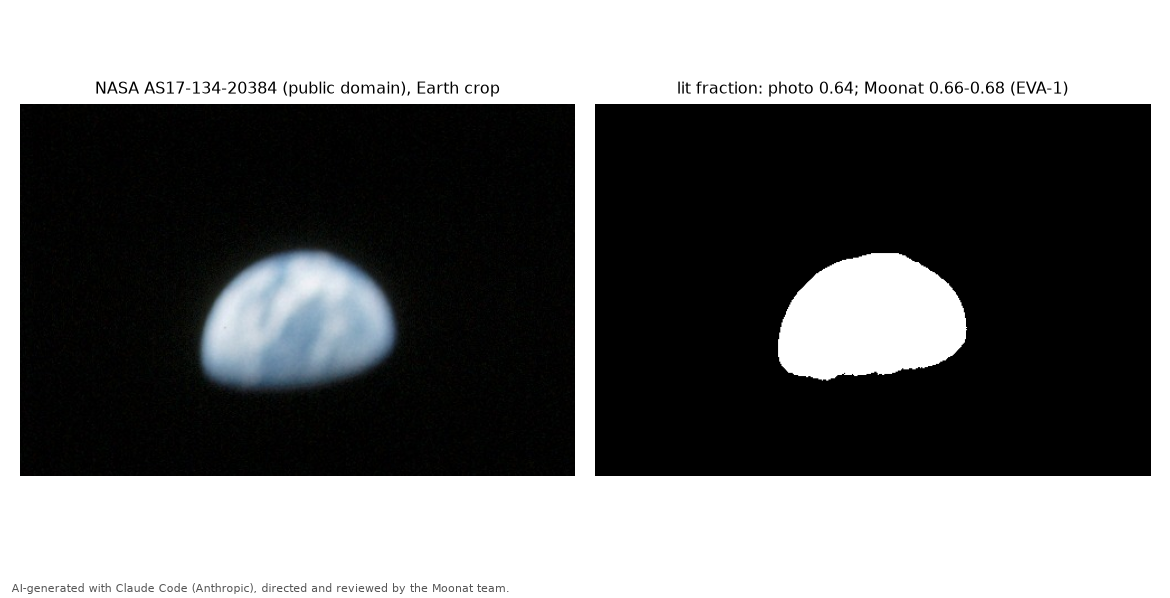 NASA AS17-134-20384 (public domain), Earth crop
lit fraction: photo 0.64; Moonat 0.66-0.68 (EVA-1)
AI-generated with Claude Code (Anthropic), directed and reviewed by the Moonat team.